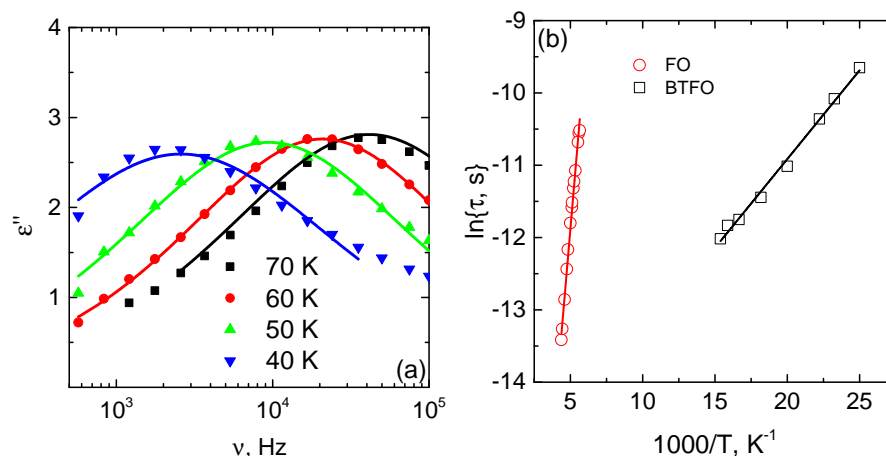 4
3
2
1
ε''
70 K
60 K
50 K
40 K
(a)
10³ 10⁴ 10⁵
ν, Hz
(b)
FO
BTFO
-9
-10
-11
-12
-13
-14
ln{τ, s}
5 10 15 20 25
1000/T, K⁻¹